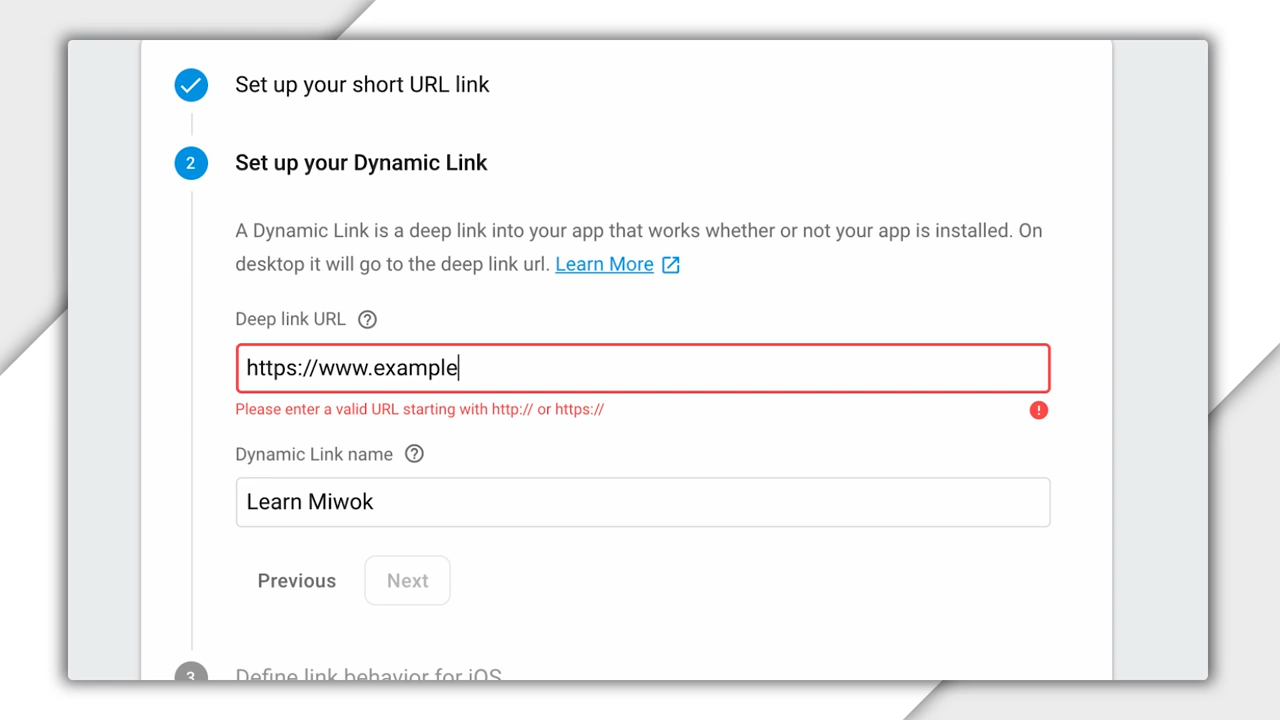 Set up your short URL link
2
Set up your Dynamic Link
A Dynamic Link is a deep link into your app that works whether or not your app is installed. On
desktop it will go to the deep link url. Learn More
Deep link URL ?
https://www.example
Please enter a valid URL starting with http:// or https://
!
Dynamic Link name ?
Learn Miwok
Previous Next
3 Define link behavior for iOS